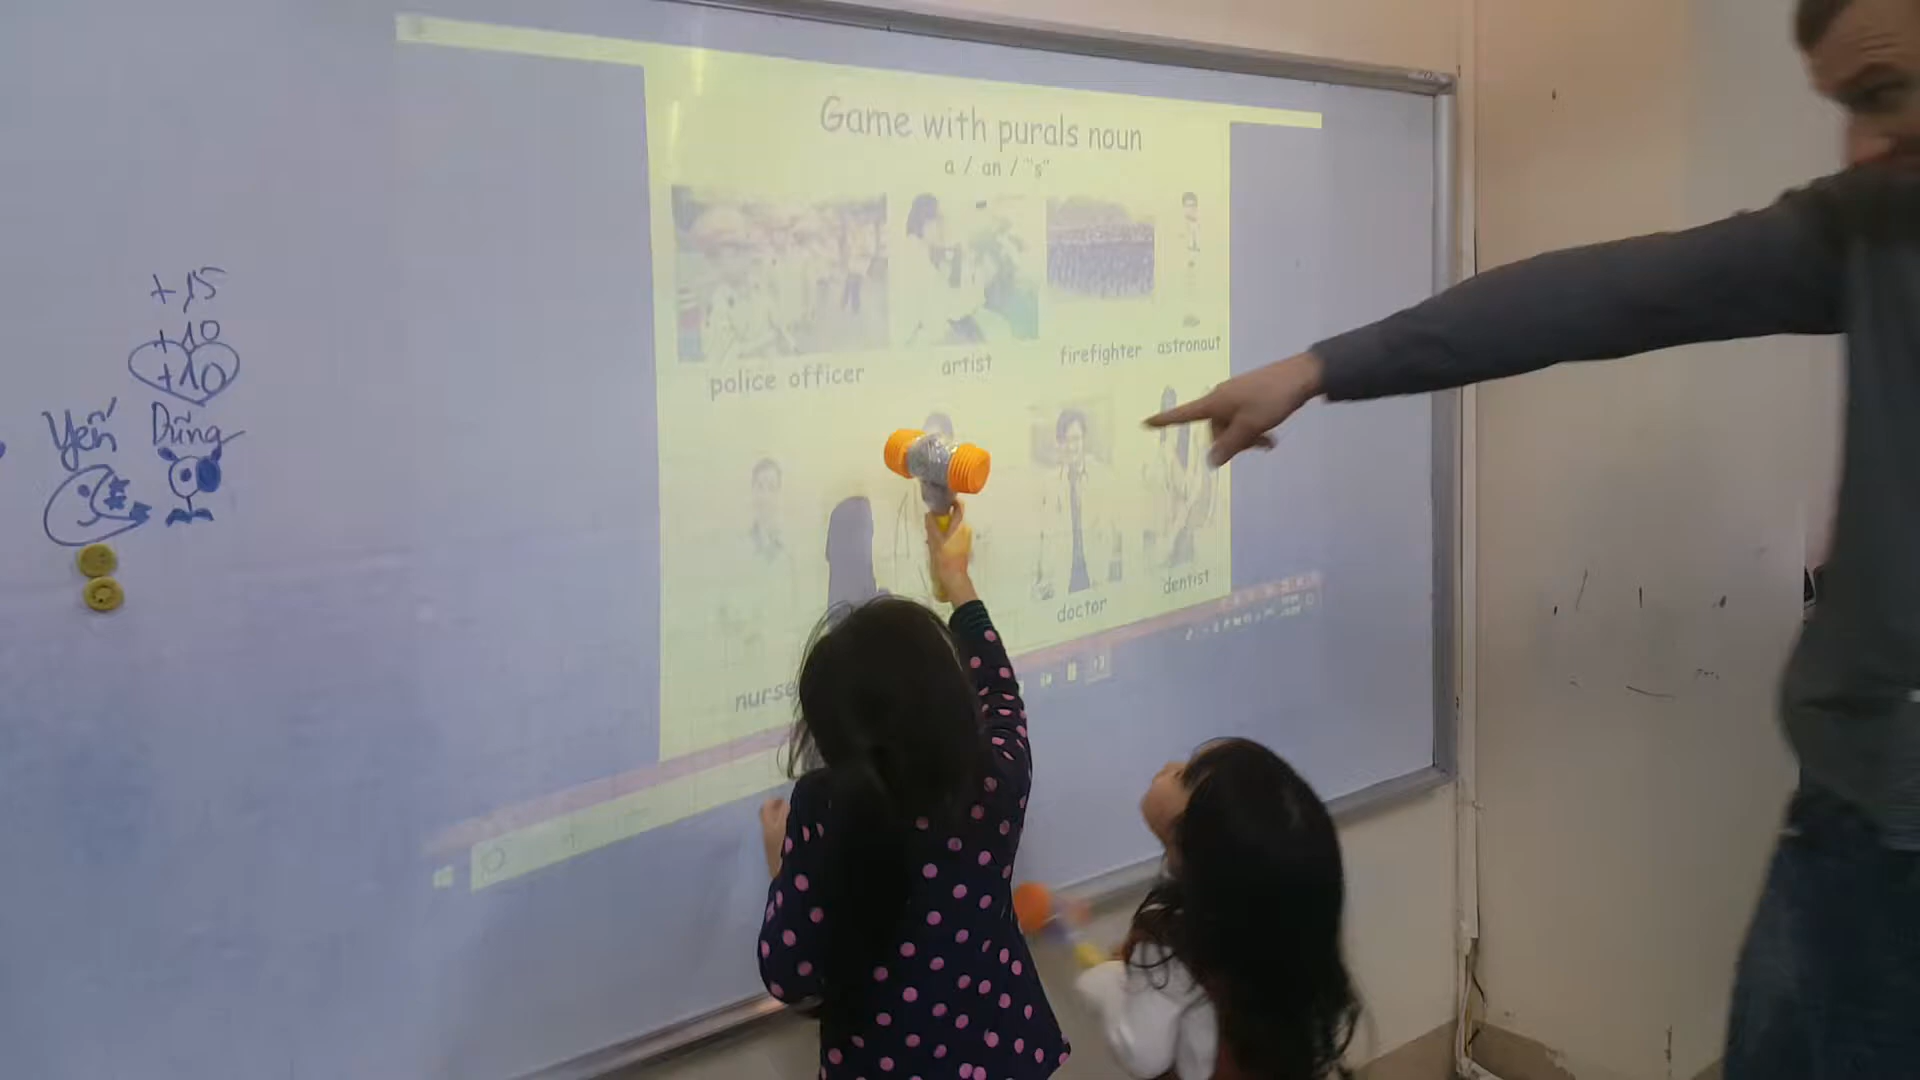 Game with purals noun
a / an / "s"
police officer
artist
firefighter
astronaut
nurse
doctor
dentist
+15
+10
+10
Yến
Dũng